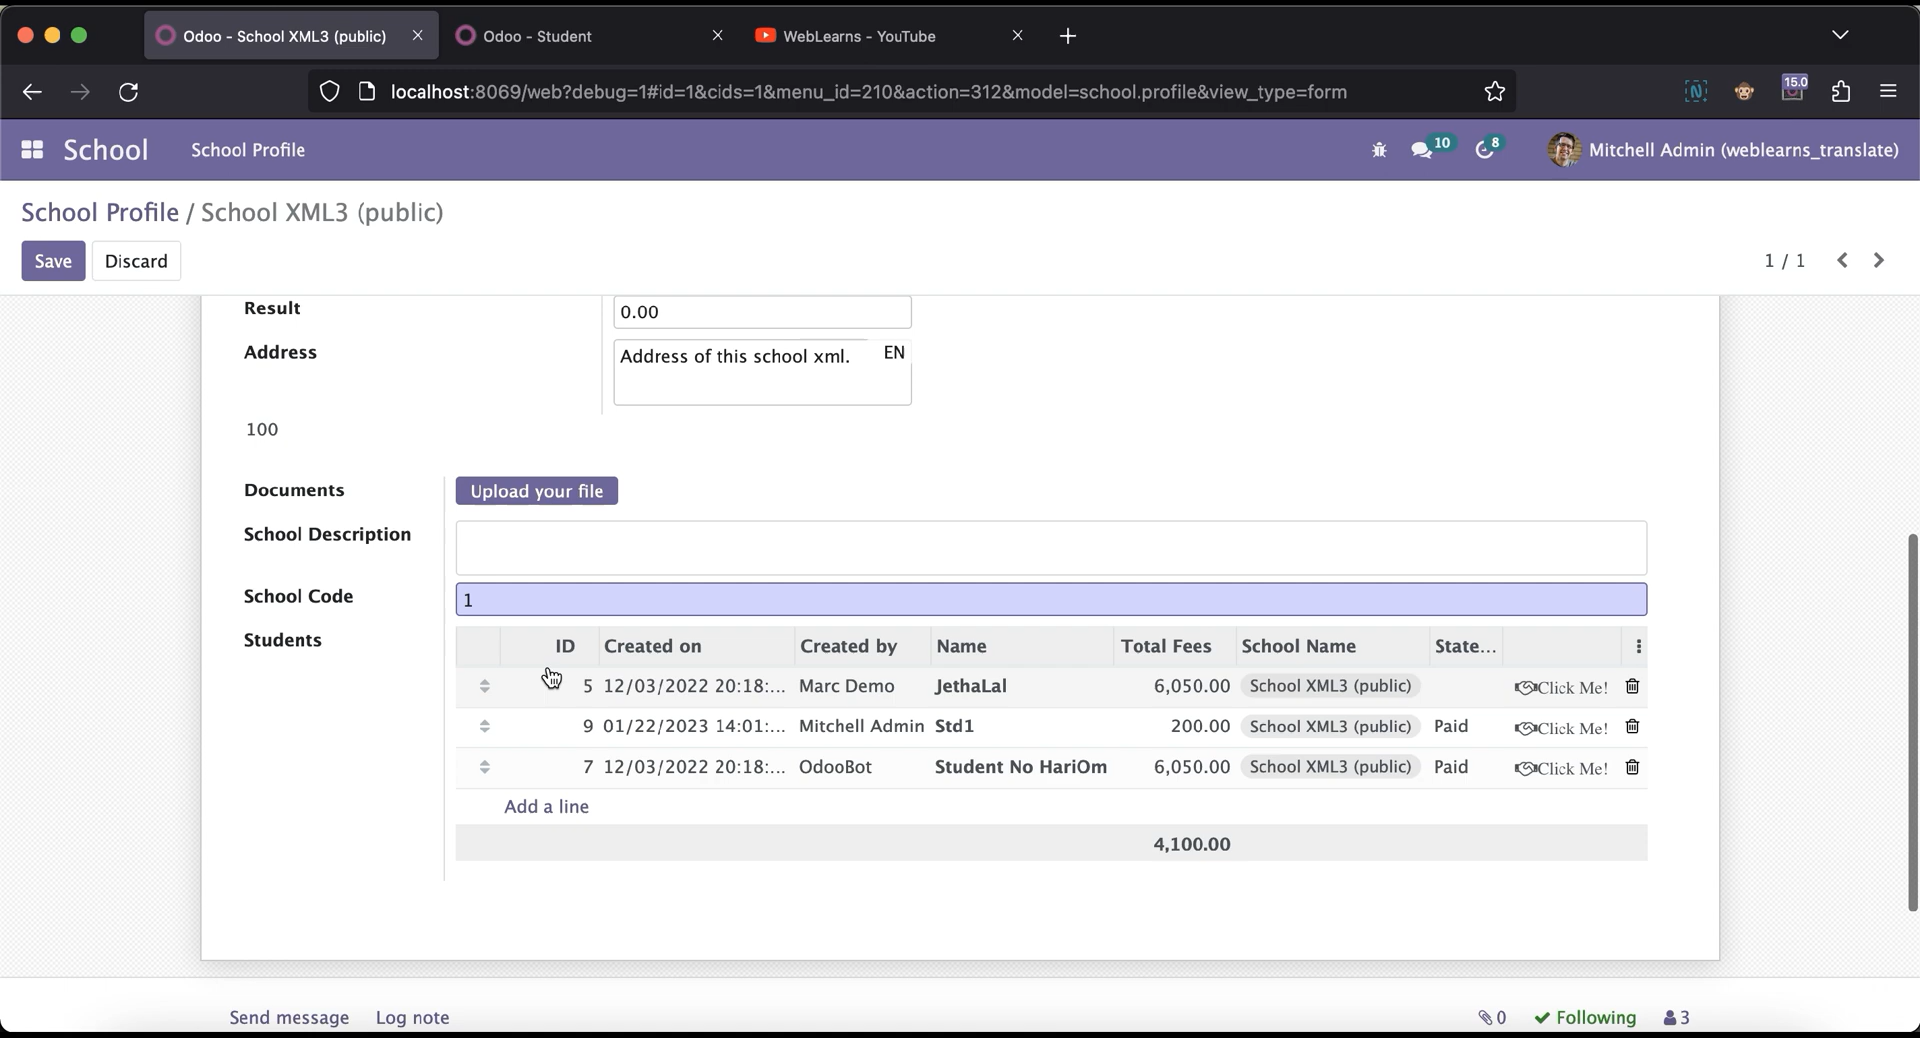 Odoo - School XML3 (public)
Odoo - Student
WebLearns - YouTube
localhost:8069/web?debug=1#id=1&cids=1&menu_id=210&action=312&model=school.profile&view_type=form
15.0
School
School Profile
10
8
Mitchell Admin (weblearns_translate)
School Profile / School XML3 (public)
Save
Discard
1 / 1
Result
0.00
Address
Address of this school xml.
EN
100
Documents
Upload your file
School Description
School Code
1
Students
ID Created on Created by Name Total Fees School Name State...
5 12/03/2022 20:18:... Marc Demo JethaLal 6,050.00 School XML3 (public) Click Me!
9 01/22/2023 14:01:... Mitchell Admin Std1 200.00 School XML3 (public) Paid Click Me!
7 12/03/2022 20:18:... OdooBot Student No HariOm 6,050.00 School XML3 (public) Paid Click Me!
Add a line
4,100.00
Send message
Log note
0
Following
3